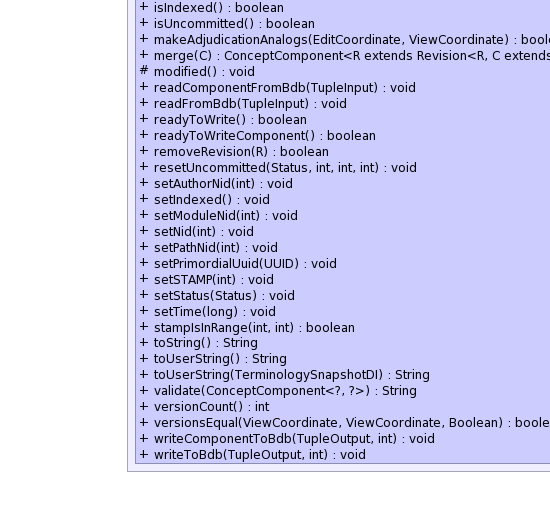 + isIndexed() : boolean
+ isUncommitted() : boolean
+ makeAdjudicationAnalogs(EditCoordinate, ViewCoordinate) : bool
+ merge(C) : ConceptComponent<R extends Revision<R, C extends
# modified() : void
+ readComponentFromBdb(TupleInput) : void
+ readFromBdb(TupleInput) : void
+ readyToWrite() : boolean
+ readyToWriteComponent() : boolean
+ removeRevision(R) : boolean
+ resetUncommitted(Status, int, int, int) : void
+ setAuthorNid(int) : void
+ setIndexed() : void
+ setModuleNid(int) : void
+ setNid(int) : void
+ setPathNid(int) : void
+ setPrimordialUuid(UUID) : void
+ setSTAMP(int) : void
+ setStatus(Status) : void
+ setTime(long) : void
+ stampIsInRange(int, int) : boolean
+ toString() : String
+ toUserString() : String
+ toUserString(TerminologySnapshotDI) : String
+ validate(ConceptComponent<?, ?>) : String
+ versionCount() : int
+ versionsEqual(ViewCoordinate, ViewCoordinate, Boolean) : boole
+ writeComponentToBdb(TupleOutput, int) : void
+ writeToBdb(TupleOutput, int) : void